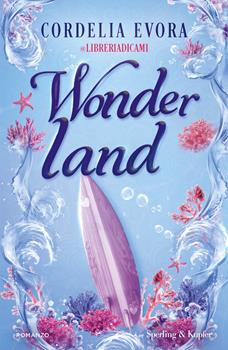 CORDELIA EVORA
@LIBRERIADICAMI
Wonder
land
ROMANZO
Sperling & Kupfer